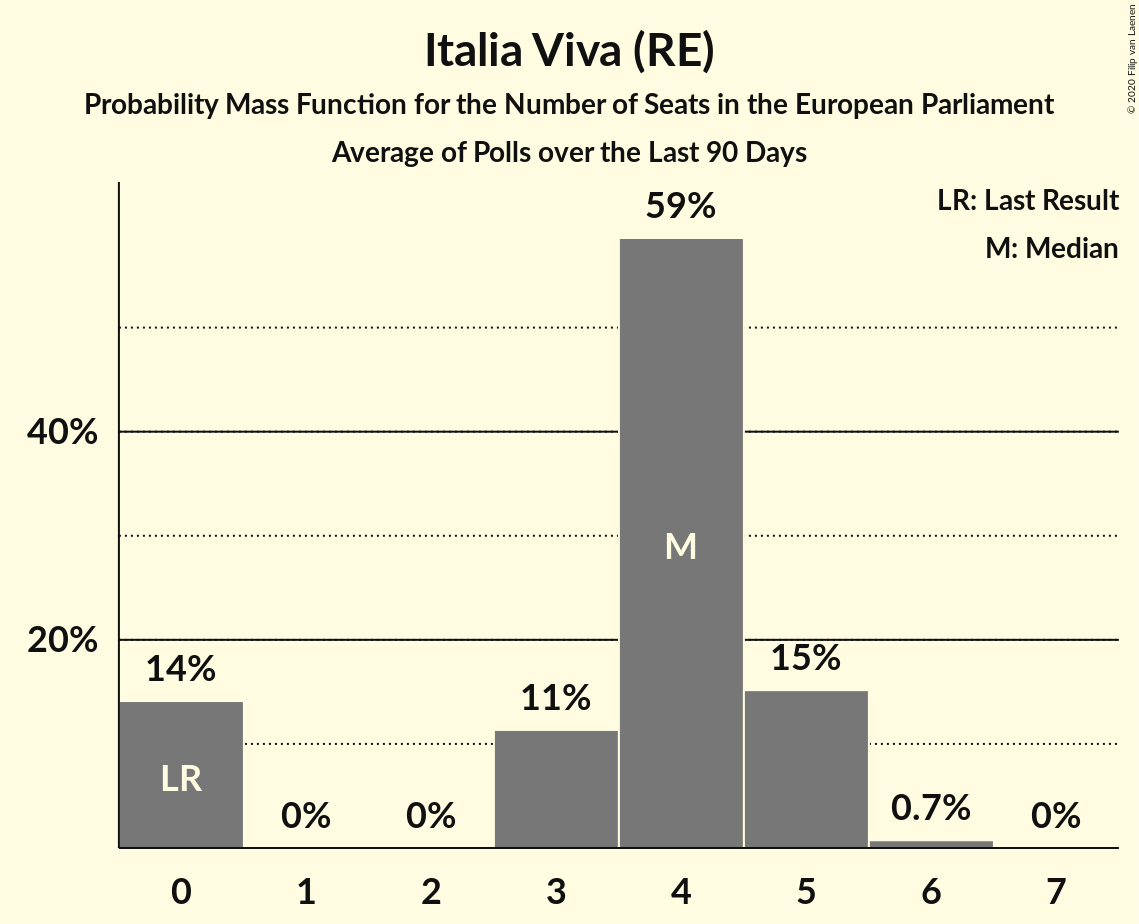 Italia Viva (RE)
Probability Mass Function for the Number of Seats in the European Parliament
Average of Polls over the Last 90 Days
© 2020 Filip van Laenen
LR: Last Result
M: Median
59%
40%
20%
14%
11%
15%
0%
0%
0.7%
0%
LR
M
0 1 2 3 4 5 6 7